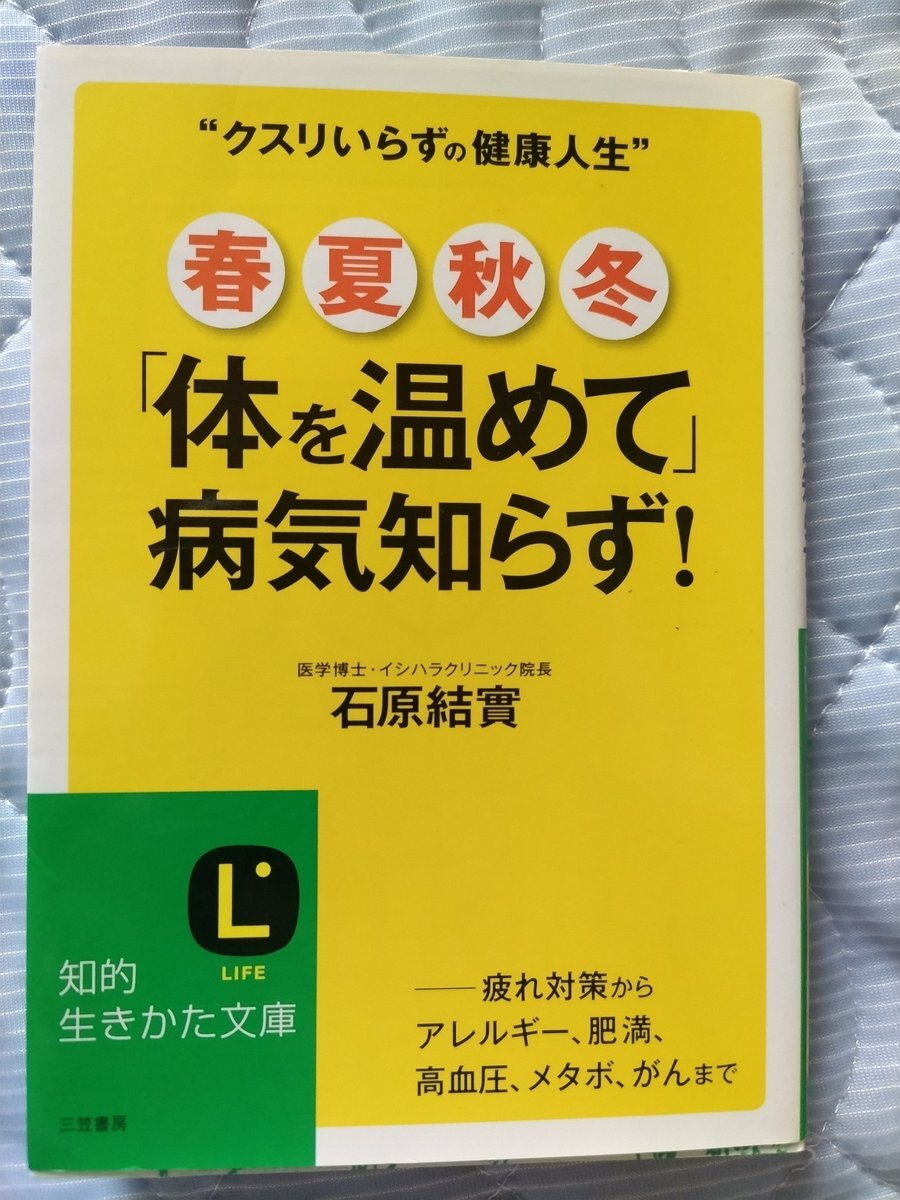 “クスリいらずの健康人生”
春夏秋冬
「体を温めて」
病気知らず!
医学博士・イシハラクリニック院長
石原結實
L
LIFE
知的
生きかた文庫
三笠書房
――疲れ対策から
アレルギー、肥満、
高血圧、メタボ、がんまで